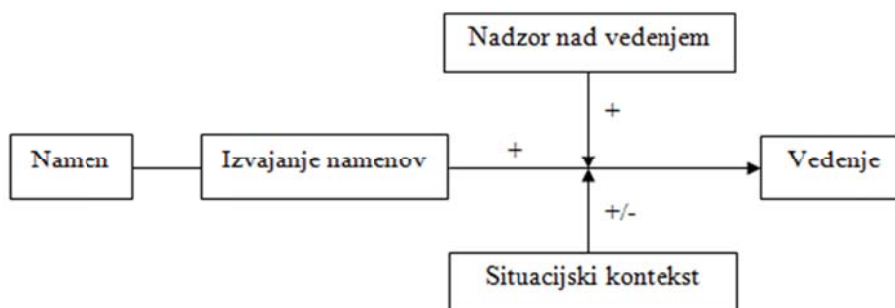 Nadzor nad vedenjem
+
Namen
Izvajanje namenov
+
Vedenje
+/-
Situacijski kontekst